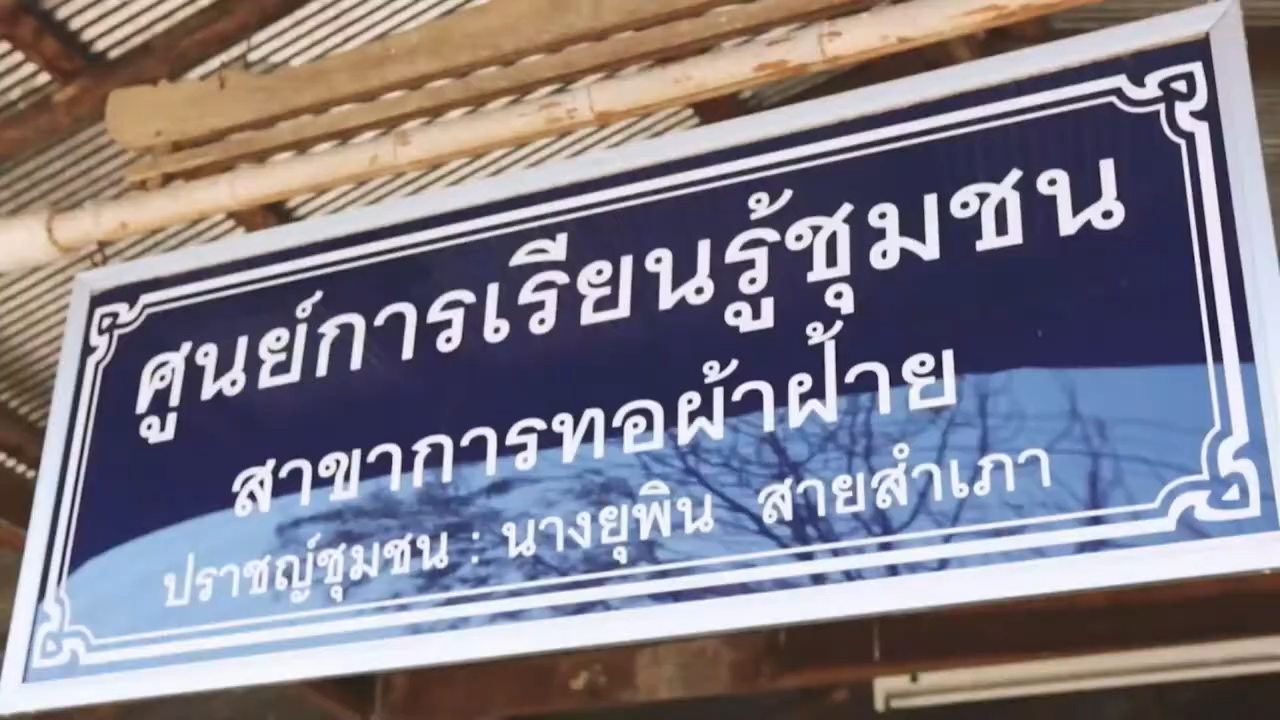 ศูนย์การเรียนรู้ชุมชน
สาขาการทอผ้าฝ้าย
ปราชญ์ชุมชน : นางยุพิน สายสำเภา